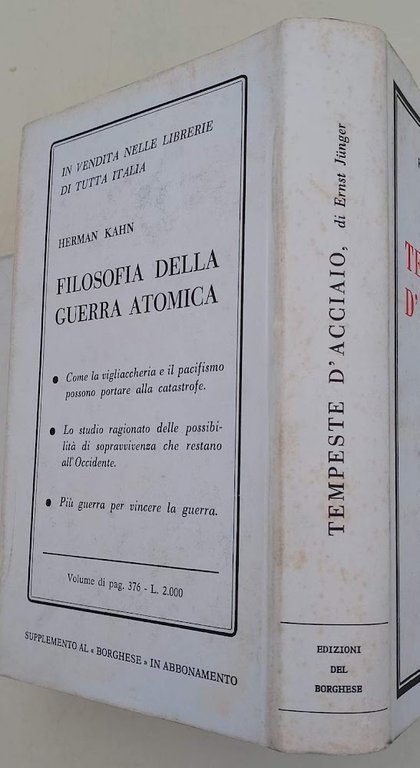 IN VENDITA NELLE LIBRERIE
DI TUTTA ITALIA
HERMAN KAHN
FILOSOFIA DELLA
GUERRA ATOMICA
• Come la vigliaccheria e il pacifismo
possono portare alla catastrofe.
• Lo studio ragionato delle possibi-
lità di sopravvivenza che restano
all'Occidente.
• Più guerra per vincere la guerra.
Volume di pag. 376 - L. 2.000
SUPPLEMENTO AL « BORGHESE » IN ABBONAMENTO
TEMPESTE D'ACCIAIO, di Ernst Jünger
EDIZIONI
DEL
BORGHESE
TE
D'